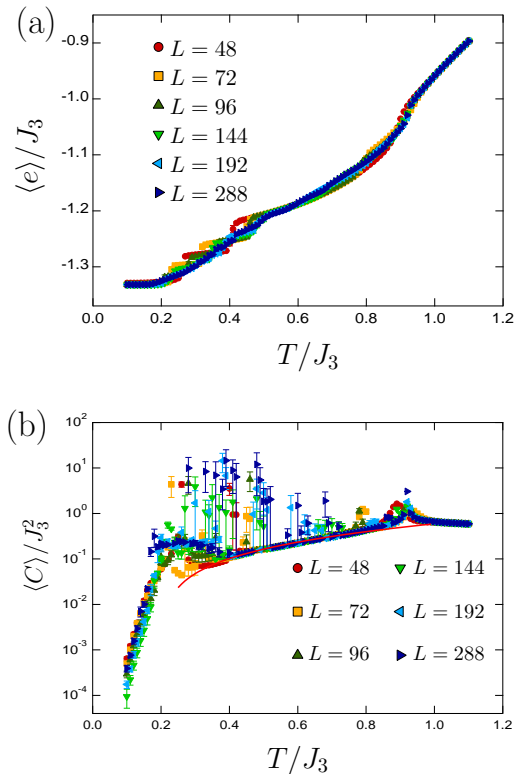 (a)
-0.9
-1.0
-1.1
-1.2
-1.3
⟨e⟩/J₃
L = 48
L = 72
L = 96
L = 144
L = 192
L = 288
0.0 0.2 0.4 0.6 0.8 1.0 1.2
T/J₃
(b)
10²
10¹
10⁰
10⁻¹
10⁻²
10⁻³
10⁻⁴
⟨C⟩/J₃²
L = 48 L = 144
L = 72 L = 192
L = 96 L = 288
0.0 0.2 0.4 0.6 0.8 1.0 1.2
T/J₃